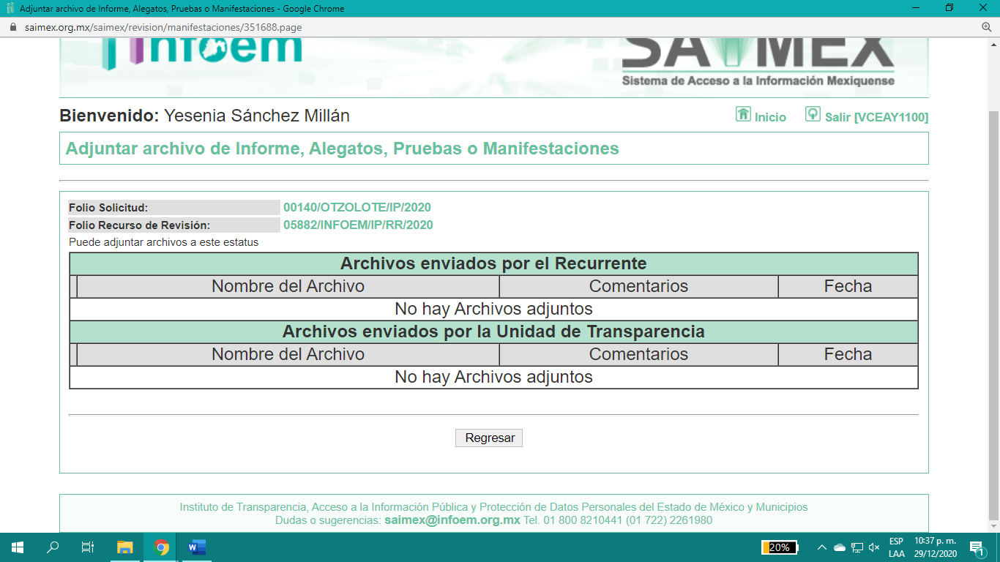 Adjuntar archivo de Informe, Alegatos, Pruebas o Manifestaciones - Google Chrome
saimex.org.mx/saimex/revision/manifestaciones/351688.page
infoem
SAIMEX
Sistema de Acceso a la Información Mexiquense
Bienvenido: Yesenia Sánchez Millán
Inicio
Salir [VCEAY1100]
Adjuntar archivo de Informe, Alegatos, Pruebas o Manifestaciones
Folio Solicitud: 00140/OTZOLOTE/IP/2020
Folio Recurso de Revisión: 05882/INFOEM/IP/RR/2020
Puede adjuntar archivos a este estatus
Archivos enviados por el Recurrente
Nombre del Archivo Comentarios Fecha
No hay Archivos adjuntos
Archivos enviados por la Unidad de Transparencia
Nombre del Archivo Comentarios Fecha
No hay Archivos adjuntos
Regresar
Instituto de Transparencia, Acceso a la Información Pública y Protección de Datos Personales del Estado de México y Municipios
Dudas o sugerencias: saimex@infoem.org.mx Tel. 01 800 8210441 (01 722) 2261980
20%
ESP
LAA
10:37 p. m.
29/12/2020
1